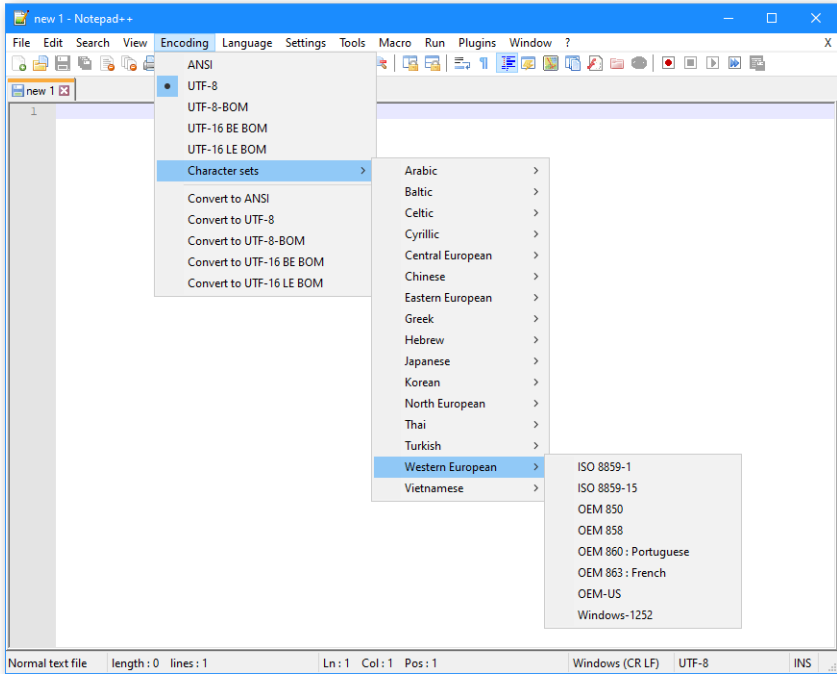 new 1 - Notepad++
File Edit Search View Encoding Language Settings Tools Macro Run Plugins Window ? X
new 1
1
ANSI
UTF-8
UTF-8-BOM
UTF-16 BE BOM
UTF-16 LE BOM
Character sets
Convert to ANSI
Convert to UTF-8
Convert to UTF-8-BOM
Convert to UTF-16 BE BOM
Convert to UTF-16 LE BOM
Arabic
Baltic
Celtic
Cyrillic
Central European
Chinese
Eastern European
Greek
Hebrew
Japanese
Korean
North European
Thai
Turkish
Western European
Vietnamese
ISO 8859-1
ISO 8859-15
OEM 850
OEM 858
OEM 860 : Portuguese
OEM 863 : French
OEM-US
Windows-1252
Normal text file length : 0 lines : 1 Ln : 1 Col : 1 Pos : 1 Windows (CR LF) UTF-8 INS